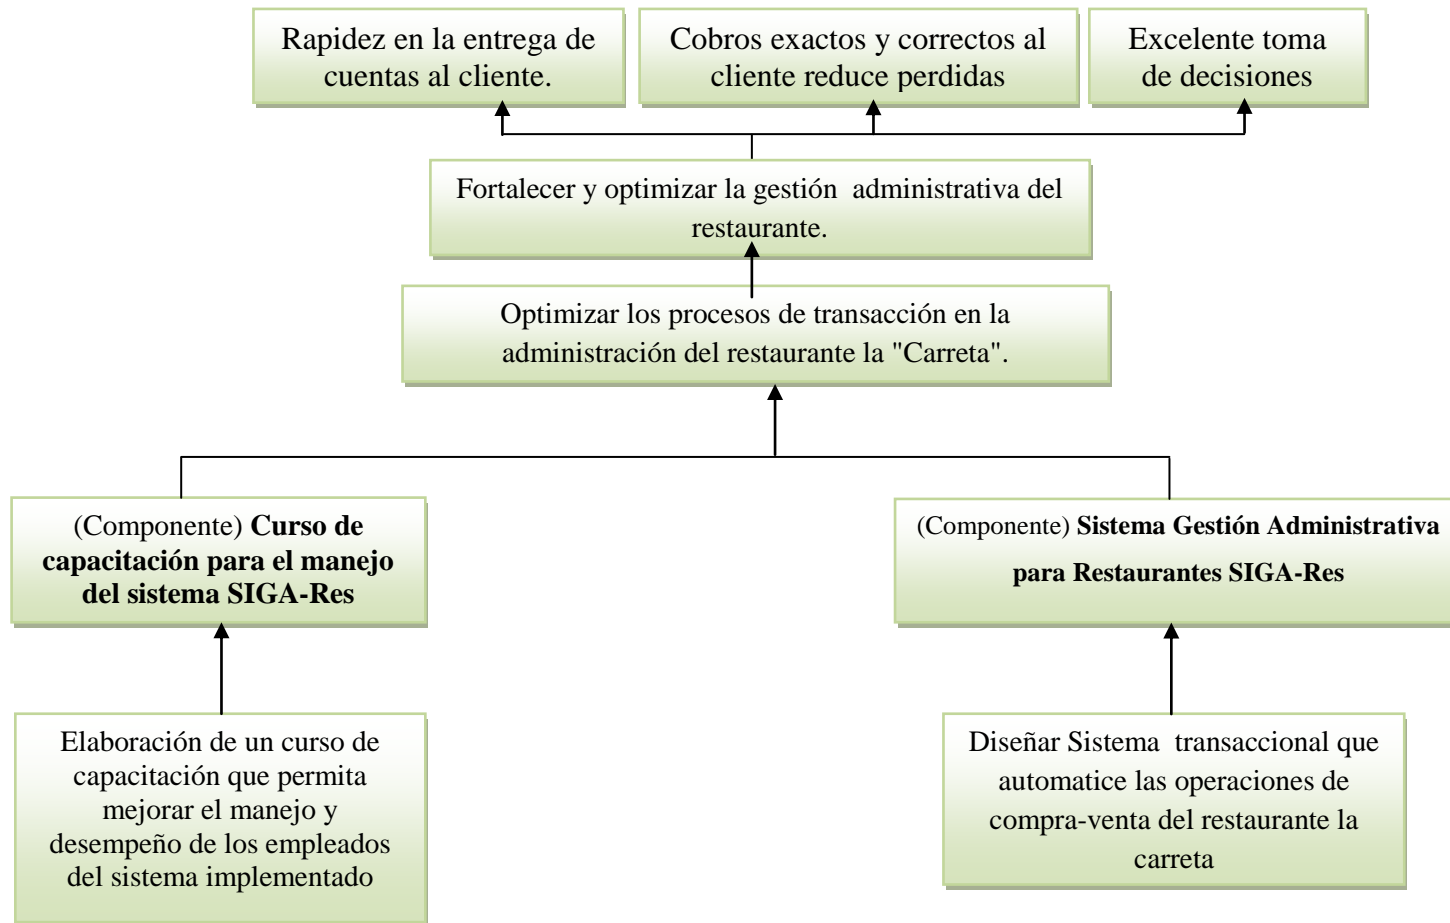 Rapidez en la entrega de
cuentas al cliente.
Cobros exactos y correctos al
cliente reduce perdidas
Excelente toma
de decisiones
Fortalecer y optimizar la gestión  administrativa del
restaurante.
Optimizar los procesos de transacción en la
administración del restaurante la "Carreta".
(Componente) Curso de
capacitación para el manejo
del sistema SIGA-Res
(Componente) Sistema Gestión Administrativa
para Restaurantes SIGA-Res
Elaboración de un curso de
capacitación que permita
mejorar el manejo y
desempeño de los empleados
del sistema implementado
Diseñar Sistema  transaccional que
automatice las operaciones de
compra-venta del restaurante la
carreta